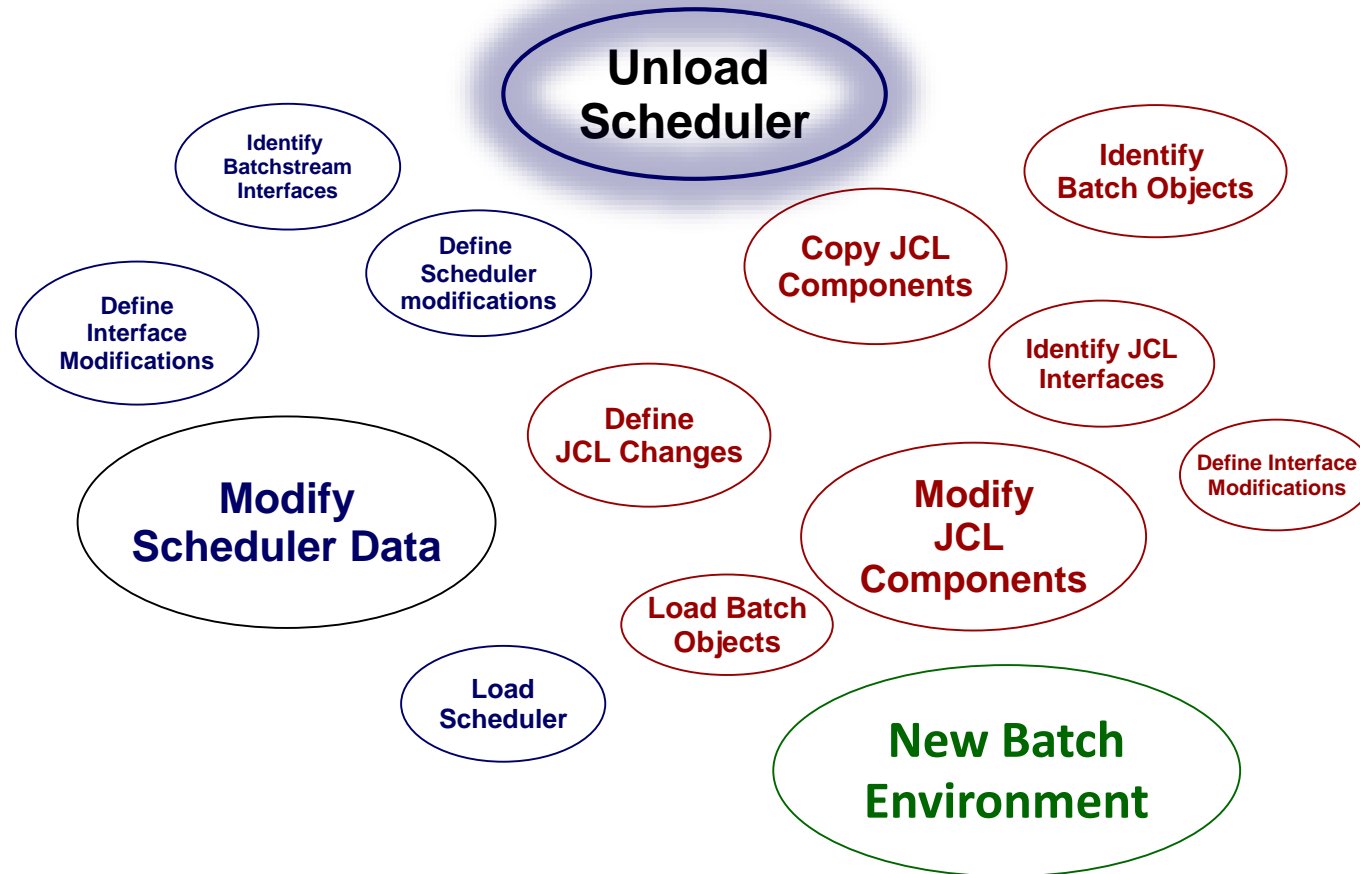 Unload
Scheduler
Identify
Batchstream
Interfaces
Identify
Batch Objects
Define
Scheduler
modifications
Copy JCL
Components
Define
Interface
Modifications
Identify JCL
Interfaces
Define
JCL Changes
Define Interface
Modifications
Modify
Scheduler Data
Modify
JCL
Components
Load Batch
Objects
Load
Scheduler
New Batch
Environment